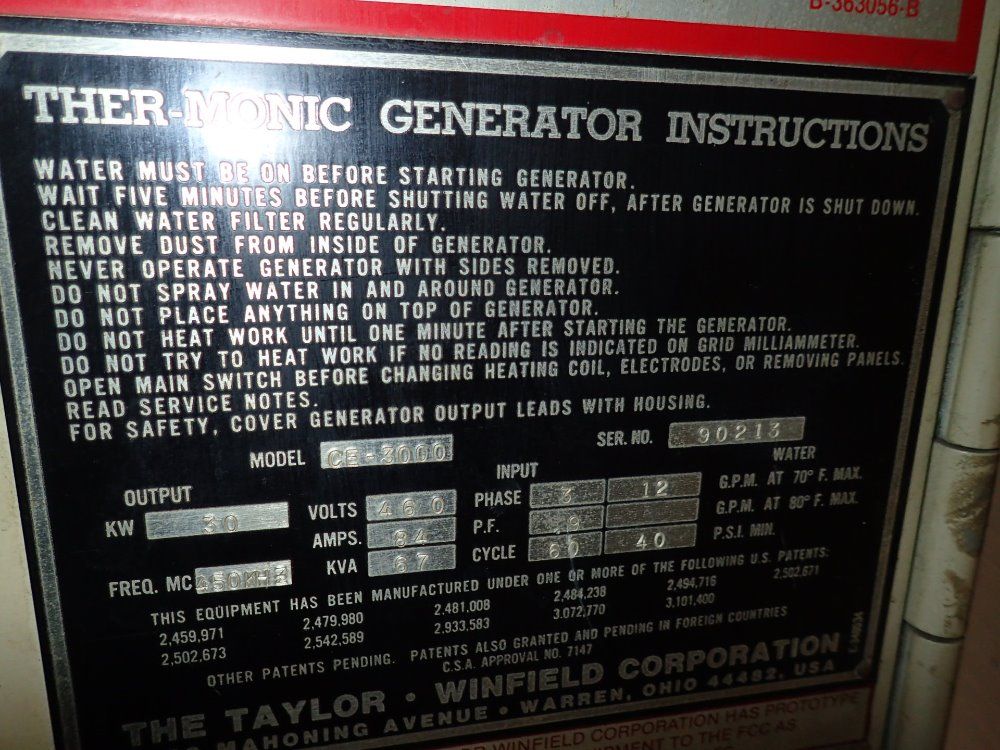 B-363056-B
THER-MONIC GENERATOR INSTRUCTIONS
WATER MUST BE ON BEFORE STARTING GENERATOR.
WAIT FIVE MINUTES BEFORE SHUTTING WATER OFF, AFTER GENERATOR IS SHUT DOWN.
CLEAN WATER FILTER REGULARLY.
REMOVE DUST FROM INSIDE OF GENERATOR.
NEVER OPERATE GENERATOR WITH SIDES REMOVED.
DO NOT SPRAY WATER IN AND AROUND GENERATOR.
DO NOT PLACE ANYTHING ON TOP OF GENERATOR.
DO NOT HEAT WORK UNTIL ONE MINUTE AFTER STARTING THE GENERATOR.
DO NOT TRY TO HEAT WORK IF NO READING IS INDICATED ON GRID MILLIAMMETER.
OPEN MAIN SWITCH BEFORE CHANGING HEATING COIL, ELECTRODES, OR REMOVING PANELS.
READ SERVICE NOTES.
FOR SAFETY, COVER GENERATOR OUTPUT LEADS WITH HOUSING.
MODEL CE-3000 SER. NO. 90213
OUTPUT INPUT WATER
KW 30 VOLTS 460 PHASE 3 12 G.P.M. AT 70° F. MAX.
AMPS. 84 P.F. 9 G.P.M. AT 80° F. MAX.
FREQ. MC 450KHZ KVA 67 CYCLE 60 40 P.S.I. MIN.
THIS EQUIPMENT HAS BEEN MANUFACTURED UNDER ONE OR MORE OF THE FOLLOWING U.S. PATENTS:
2,459,971 2,479,980 2,481,008 2,484,238 2,494,716 2,502,671
2,502,673 2,542,589 2,933,583 3,072,770 3,101,400
OTHER PATENTS PENDING. PATENTS ALSO GRANTED AND PENDING IN FOREIGN COUNTRIES
C.S.A. APPROVAL NO. 7147
THE TAYLOR · WINFIELD CORPORATION
MAHONING AVENUE · WARREN, OHIO 44482, USA
WINFIELD CORPORATION HAS PROTOTYPE
TO THE FCC AS